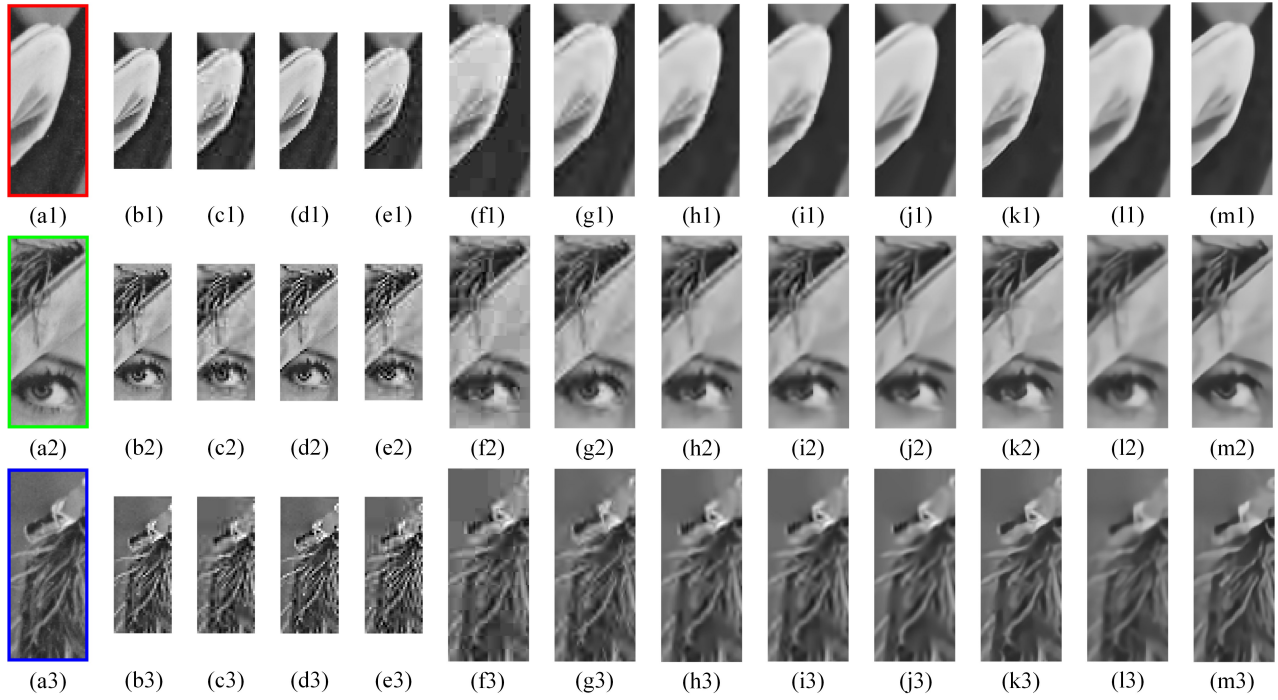 (a1) (b1) (c1) (d1) (e1) (f1) (g1) (h1) (i1) (j1) (k1) (l1) (m1)
(a2) (b2) (c2) (d2) (e2) (f2) (g2) (h2) (i2) (j2) (k2) (l2) (m2)
(a3) (b3) (c3) (d3) (e3) (f3) (g3) (h3) (i3) (j3) (k3) (l3) (m3)